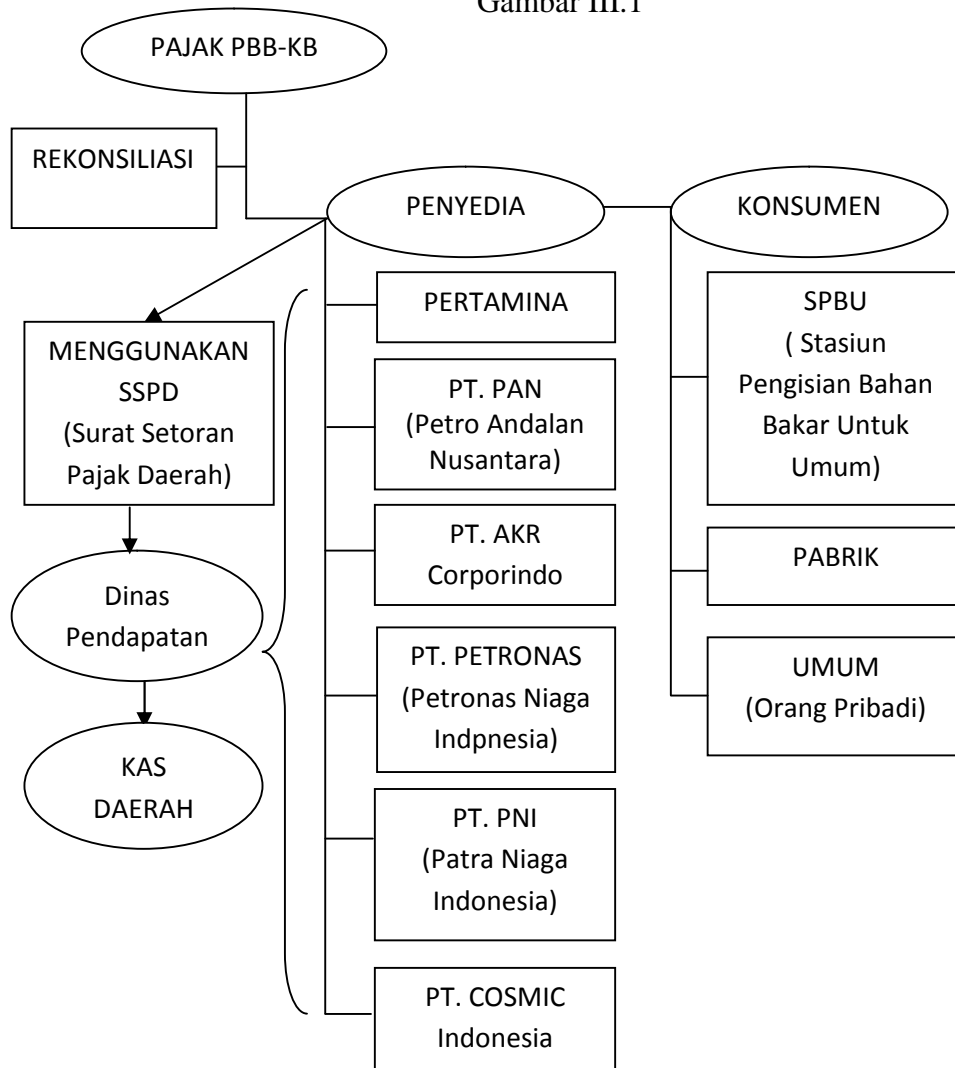 Gambar III.1
PAJAK PBB-KB
REKONSILIASI
PENYEDIA
KONSUMEN
MENGGUNAKAN
SSPD
(Surat Setoran
Pajak Daerah)
Dinas
Pendapatan
KAS
DAERAH
PERTAMINA
PT. PAN
(Petro Andalan
Nusantara)
PT. AKR
Corporindo
PT. PETRONAS
(Petronas Niaga
Indpnesia)
PT. PNI
(Patra Niaga
Indonesia)
PT. COSMIC
Indonesia
SPBU
( Stasiun
Pengisian Bahan
Bakar Untuk
Umum)
PABRIK
UMUM
(Orang Pribadi)